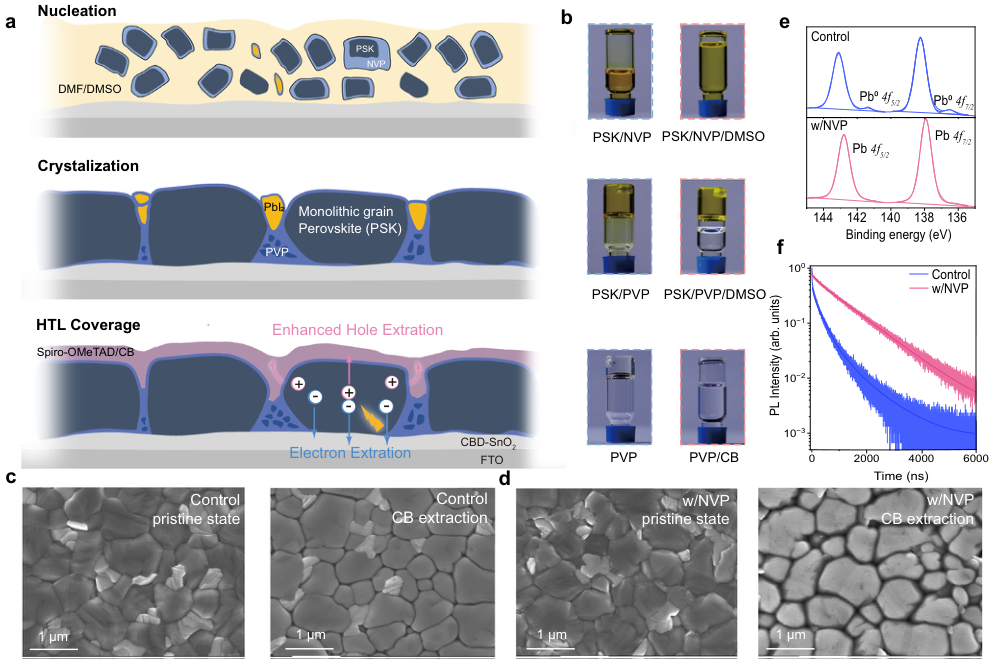 a
Nucleation
PSK
NVP
DMF/DMSO
Crystalization
PbI₂
Monolithic grain
Perovskite (PSK)
PVP
HTL Coverage
Enhanced Hole Extration
Spiro-OMeTAD/CB
+
+
+
-
-
-
CBD-SnO₂
Electron Extration
FTO
b
PSK/NVP
PSK/NVP/DMSO
PSK/PVP
PSK/PVP/DMSO
PVP
PVP/CB
e
Control
Pb⁰ 4f₅/₂
Pb⁰ 4f₇/₂
w/NVP
Pb 4f₅/₂
Pb 4f₇/₂
144 142 140 138 136
Binding energy (eV)
f
Control
w/NVP
10⁰
10⁻¹
10⁻²
10⁻³
PL Intensity (arb. units)
0 2000 4000 6000
Time (ns)
c
Control
pristine state
1 μm
Control
CB extraction
1 μm
d
w/NVP
pristine state
1 μm
w/NVP
CB extraction
1 μm